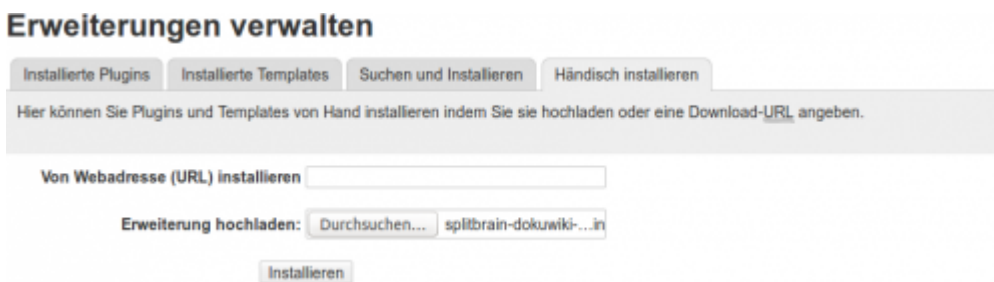 Erweiterungen verwalten
Installierte Plugins Installierte Templates Suchen und Installieren Händisch installieren
Hier können Sie Plugins und Templates von Hand installieren indem Sie sie hochladen oder eine Download-URL angeben.
Von Webadresse (URL) installieren
Erweiterung hochladen: Durchsuchen... splitbrain-dokuwiki-...in
Installieren